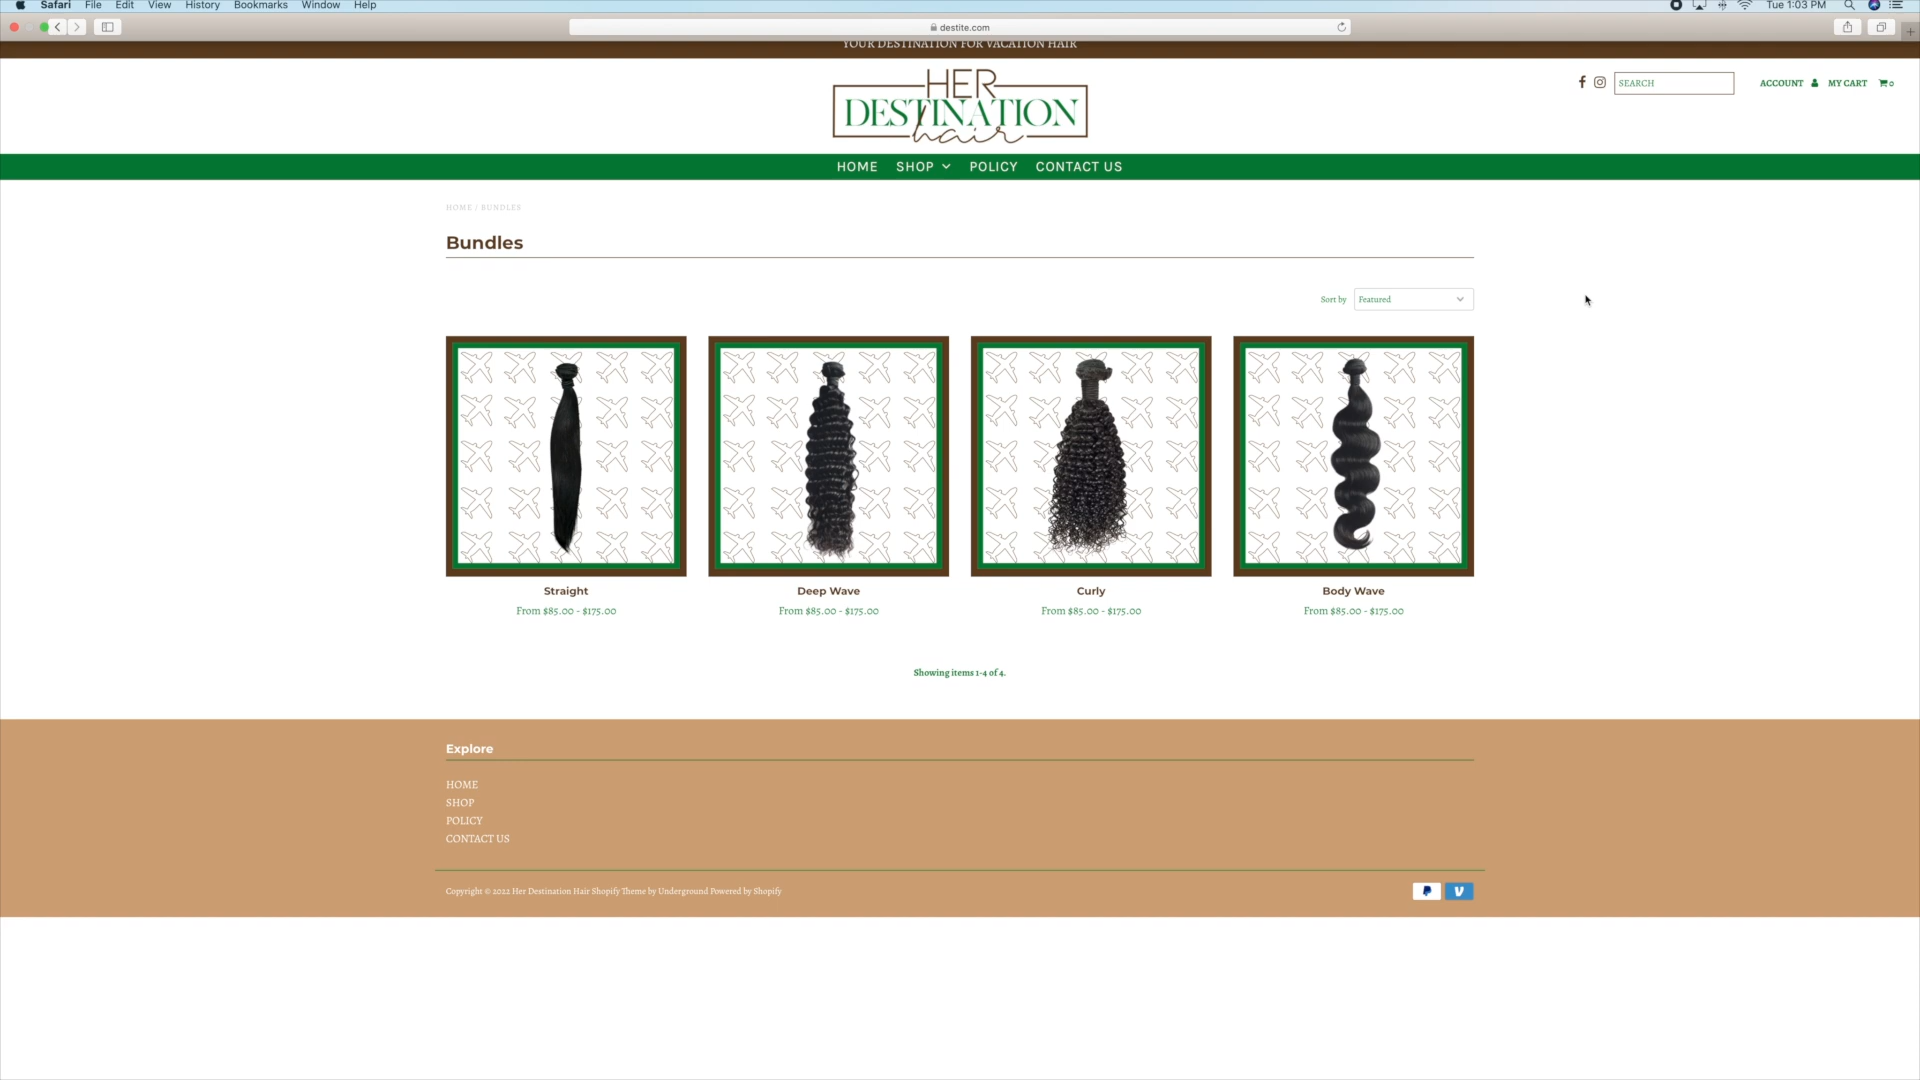 Safari File Edit View History Bookmarks Window Help
Tue 1:03 PM
destite.com
YOUR DESTINATION FOR VACATION HAIR
HER
DESTINATION
hair
SEARCH
ACCOUNT
MY CART
0
HOME SHOP POLICY CONTACT US
HOME / BUNDLES
Bundles
Sort by Featured
Straight
From $85.00 - $175.00
Deep Wave
From $85.00 - $175.00
Curly
From $85.00 - $175.00
Body Wave
From $85.00 - $175.00
Showing items 1-4 of 4.
Explore
HOME
SHOP
POLICY
CONTACT US
Copyright © 2022 Her Destination Hair Shopify Theme by Underground Powered by Shopify